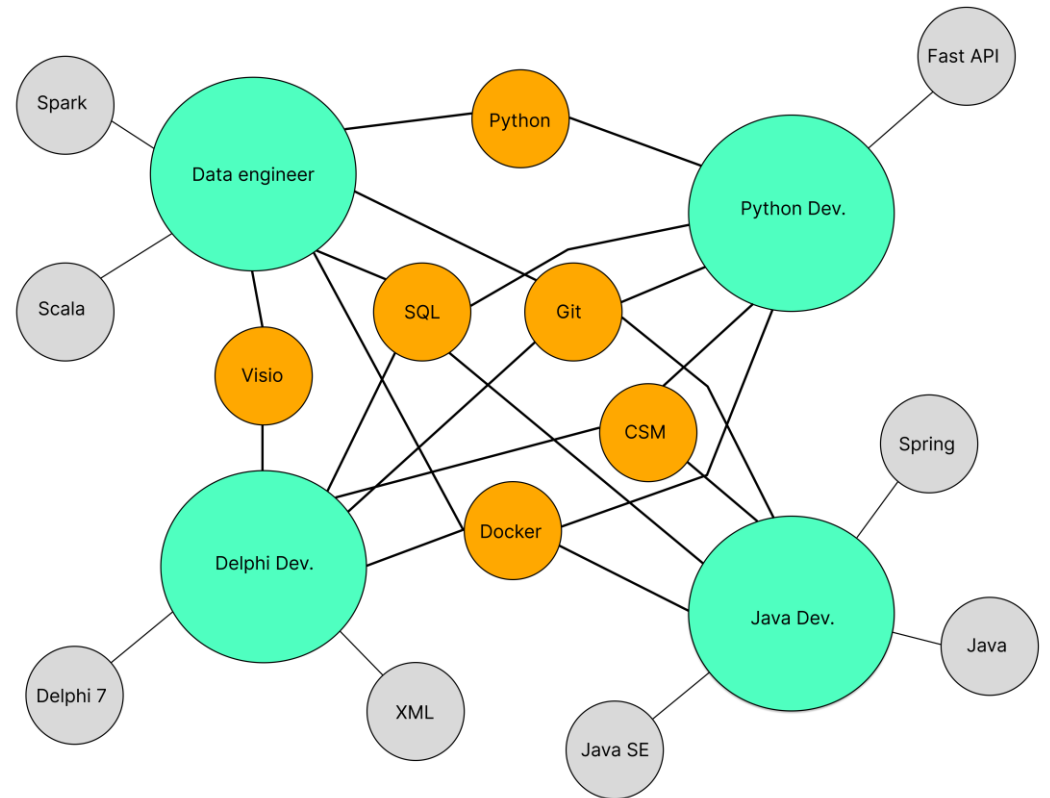 Fast API
Spark
Python
Data engineer
Python Dev.
Scala
SQL
Git
Visio
CSM
Spring
Docker
Delphi Dev.
Java Dev.
Java
Delphi 7
XML
Java SE